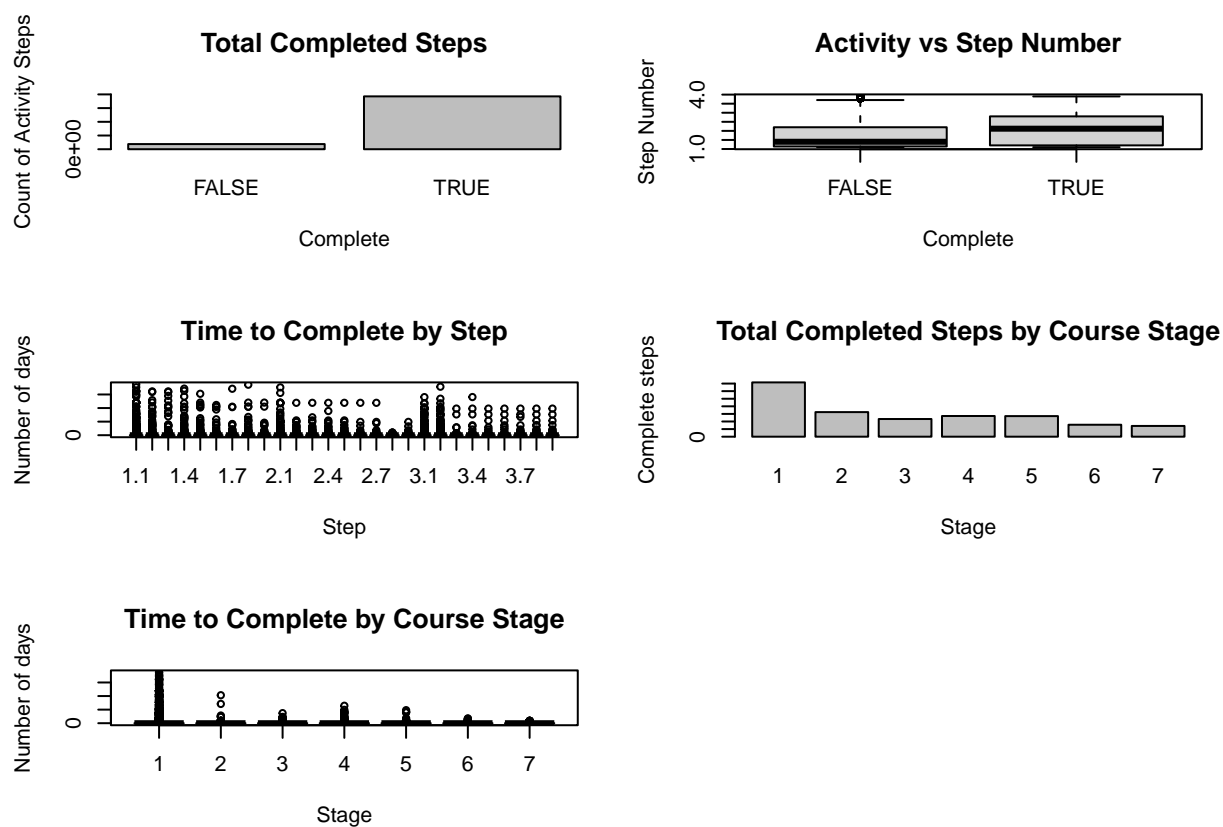 Total Completed Steps
Count of Activity Steps
0e+00
FALSE TRUE
Complete
Activity vs Step Number
Step Number
1.0 4.0
FALSE TRUE
Complete
Time to Complete by Step
Number of days
0
1.1 1.4 1.7 2.1 2.4 2.7 3.1 3.4 3.7
Step
Total Completed Steps by Course Stage
Complete steps
0
1 2 3 4 5 6 7
Stage
Time to Complete by Course Stage
Number of days
0
1 2 3 4 5 6 7
Stage